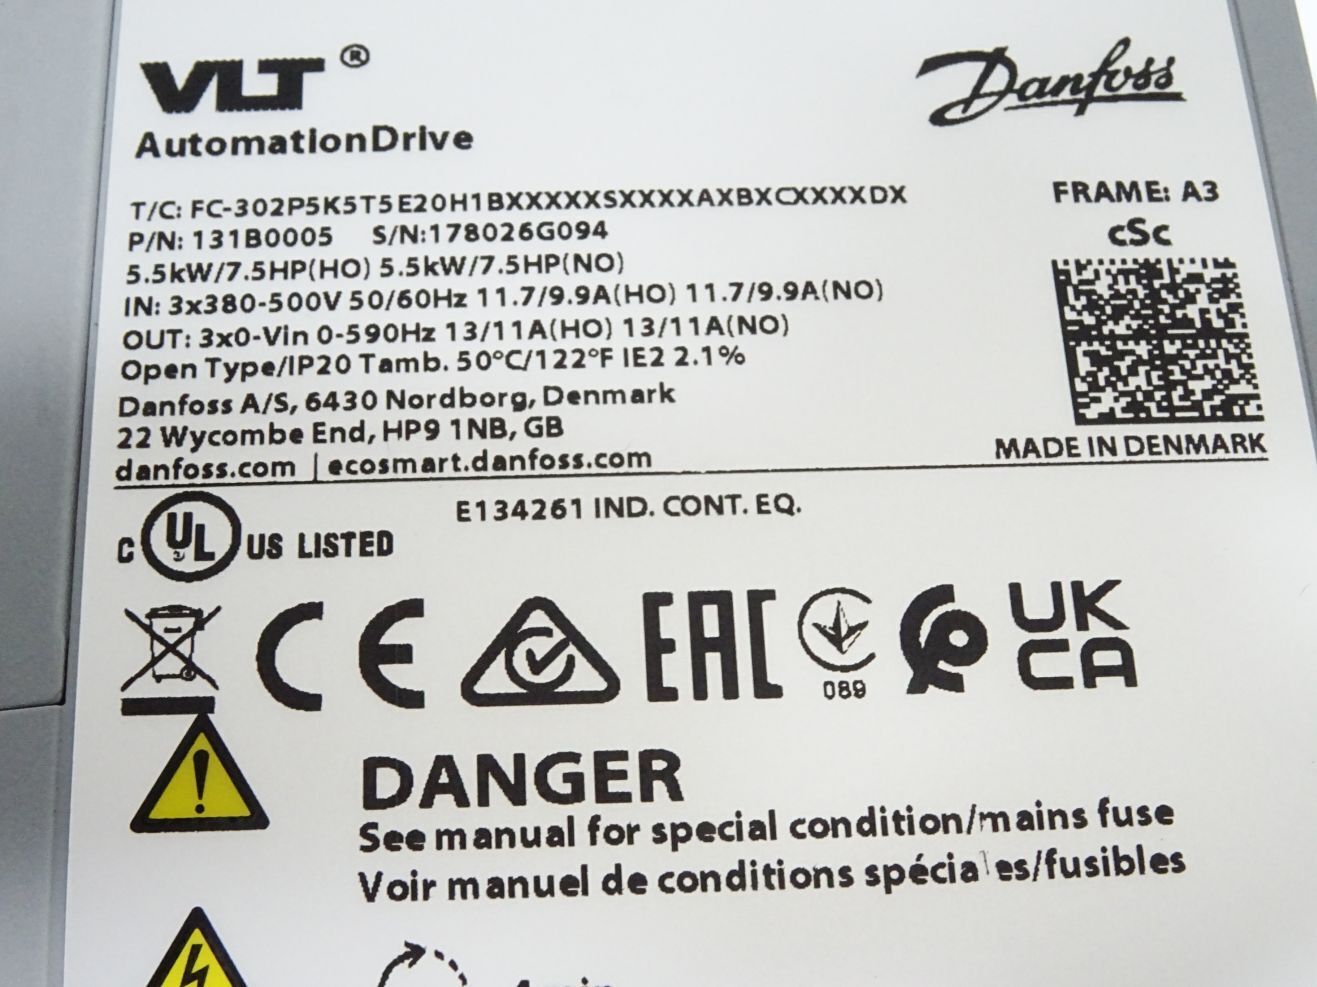 VLT®
Danfoss
AutomationDrive
T/C: FC-302P5K5T5E20H1BXXXXXSXXXXAXBXCXXXXDX
FRAME: A3
P/N: 131B0005 S/N:178026G094
cSc
5.5kW/7.5HP(HO) 5.5kW/7.5HP(NO)
IN: 3x380-500V 50/60Hz 11.7/9.9A(HO) 11.7/9.9A(NO)
OUT: 3x0-Vin 0-590Hz 13/11A(HO) 13/11A(NO)
Open Type/IP20 Tamb. 50°C/122°F IE2 2.1%
Danfoss A/S, 6430 Nordborg, Denmark
22 Wycombe End, HP9 1NB, GB
MADE IN DENMARK
danfoss.com | ecosmart.danfoss.com
E134261 IND. CONT. EQ.
C UL US LISTED
CE EAC 089 UK CA
DANGER
See manual for special condition/mains fuse
Voir manuel de conditions spéciales/fusibles